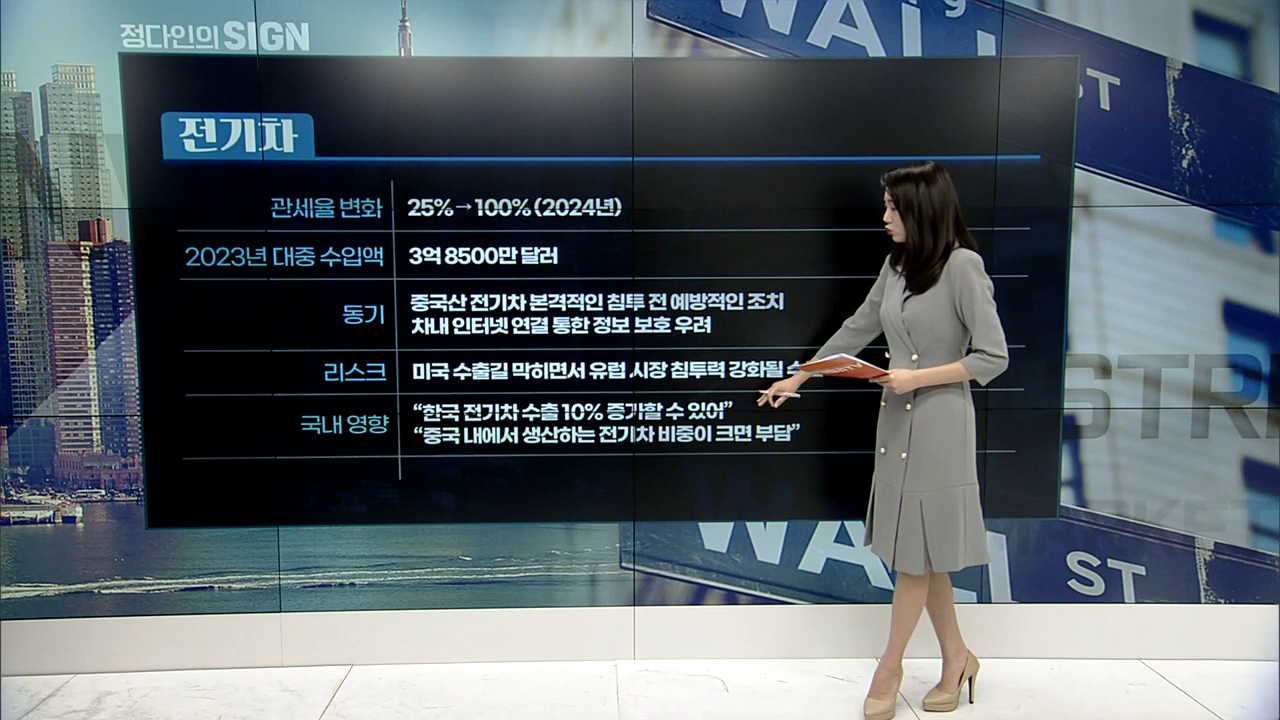 정다인의 SIGN
WALL ST
전기차
관세율 변화 25%→100% (2024년)
2023년 대중 수입액 3억 8500만 달러
동기 중국산 전기차 본격적인 침투 전 예방적인 조치
차내 인터넷 연결 통한 정보 보호 우려
리스크 미국 수출길 막히면서 유럽 시장 침투력 강화될 수
국내 영향 “한국 전기차 수출 10% 증가할 수 있어”
“중국 내에서 생산하는 전기차 비중이 크면 부담”
STR
WALL ST